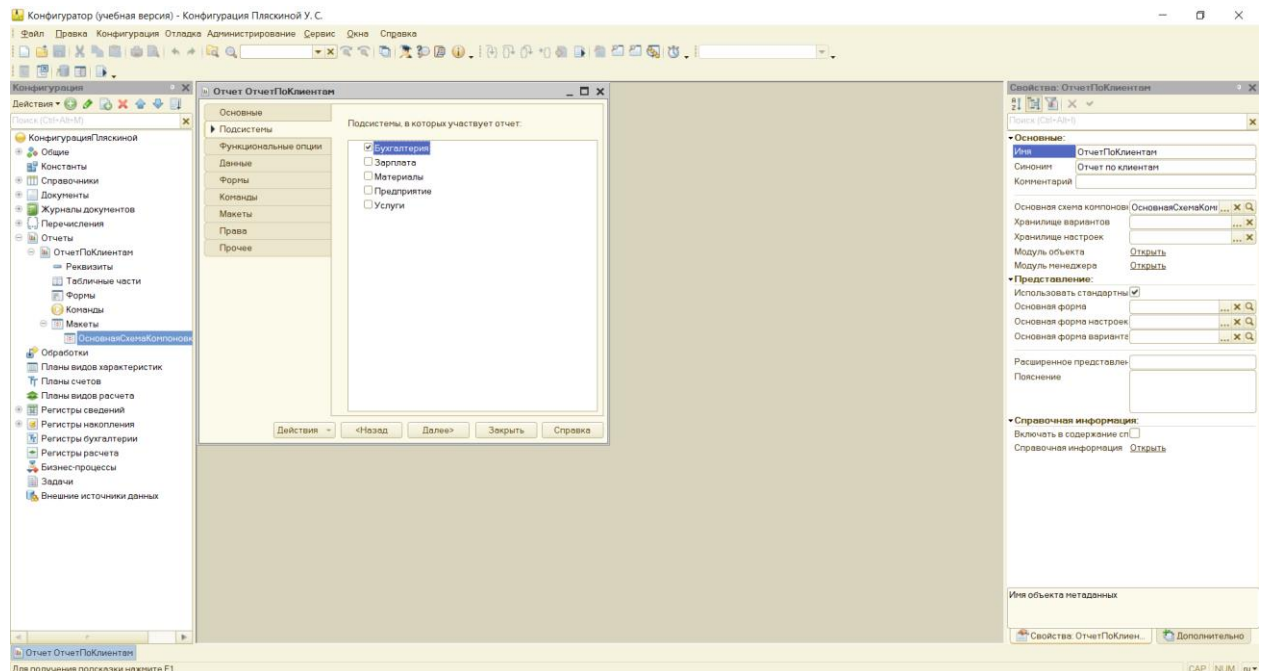 Конфигуратор (учебная версия) - Конфигурация Пляскиной У. С.
Файл Правка Конфигурация Отладка Администрирование Сервис Окна Справка
Конфигурация
Действия
Поиск (Ctrl+Alt+M)
КонфигурацияПляскиной
Общие
Константы
Справочники
Документы
Журналы документов
Перечисления
Отчеты
ОтчетПоКлиентам
Реквизиты
Табличные части
Формы
Команды
Макеты
ОсновнаяСхемаКомпоновк
Обработки
Планы видов характеристик
Планы счетов
Планы видов расчета
Регистры сведений
Регистры накопления
Регистры бухгалтерии
Регистры расчета
Бизнес-процессы
Задачи
Внешние источники данных
Отчет ОтчетПоКлиентам
Основные
Подсистемы
Функциональные опции
Данные
Формы
Команды
Макеты
Права
Прочее
Подсистемы, в которых участвует отчет:
Бухгалтерия
Зарплата
Материалы
Предприятие
Услуги
Действия <Назад Далее> Закрыть Справка
Свойства: ОтчетПоКлиентам
Поиск (Ctrl+Alt+I)
Основные:
Имя ОтчетПоКлиентам
Синоним Отчет по клиентам
Комментарий
Основная схема компонови ОсновнаяСхемаКомп ...
Хранилище вариантов ...
Хранилище настроек ...
Модуль объекта Открыть
Модуль менеджера Открыть
Представление:
Использовать стандартны
Основная форма ...
Основная форма настроек ...
Основная форма варианта ...
Расширенное представлен
Пояснение
Справочная информация:
Включать в содержание сп
Справочная информация Открыть
Имя объекта метаданных
Свойства: ОтчетПоКлиен... Дополнительно
Отчет ОтчетПоКлиентам
Для получения подсказки нажмите F1
CAP NUM ru